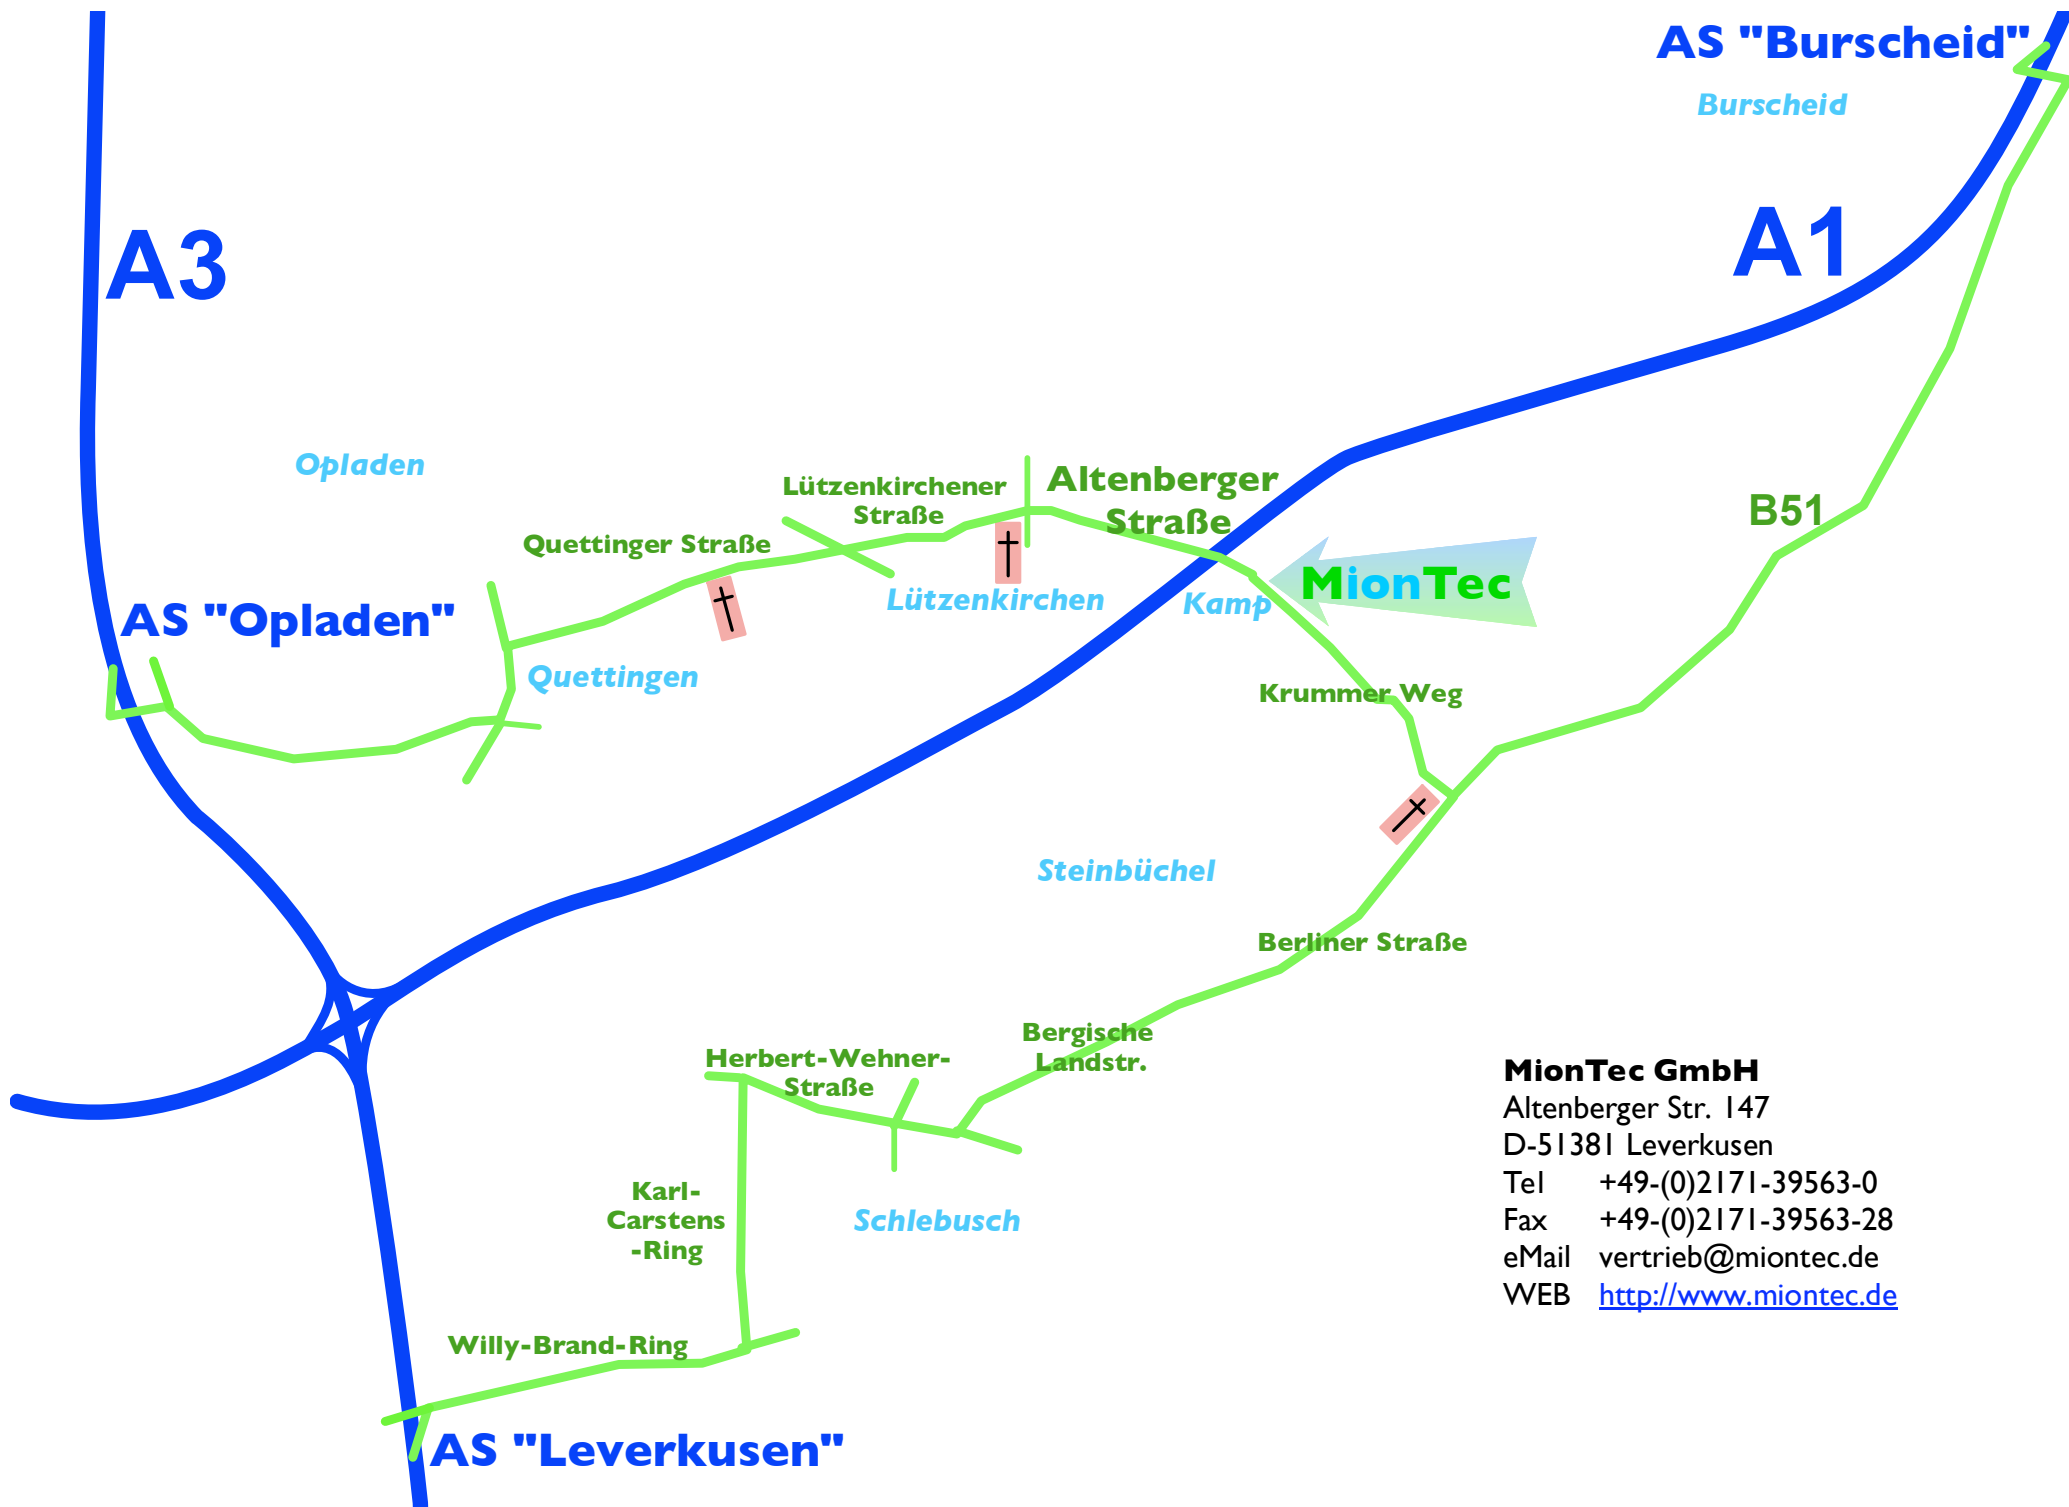 AS "Burscheid"
Burscheid
A3
A1
Opladen
Altenberger
Straße
Lützenkirchener
Straße
Quettinger Straße
B51
MionTec
Lützenkirchen
Kamp
AS "Opladen"
Quettingen
Krummer Weg
Steinbüchel
Berliner Straße
Bergische
Landstr.
Herbert-Wehner-
Straße
Karl-
Carstens
-Ring
Schlebusch
Willy-Brand-Ring
AS "Leverkusen"
MionTec GmbH
Altenberger Str. 147
D-51381 Leverkusen
Tel +49-(0)2171-39563-0
Fax +49-(0)2171-39563-28
eMail vertrieb@miontec.de
WEB http://www.miontec.de